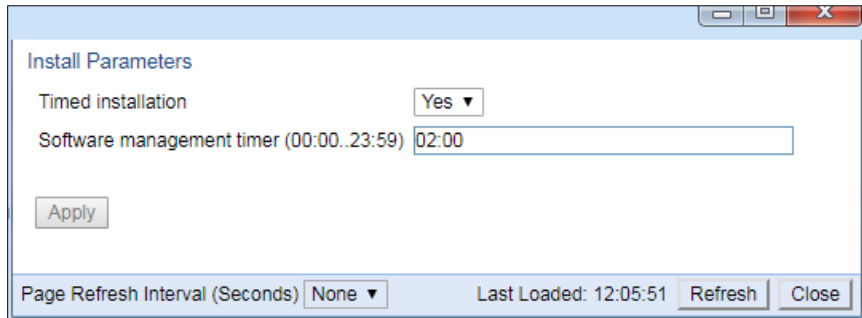 Install Parameters
Timed installation Yes
Software management timer (00:00..23:59) 02:00
Apply
Page Refresh Interval (Seconds) None Last Loaded: 12:05:51 Refresh Close